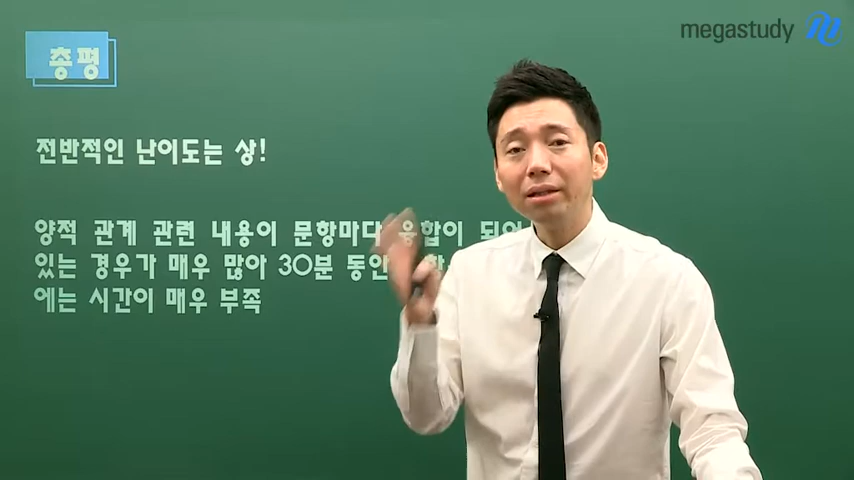 megastudy
총평
전반적인 난이도는 상!
양적 관계 관련 내용이 문항마다 융합이 되어
있는 경우가 매우 많아 30분 동안
에는 시간이 매우 부족